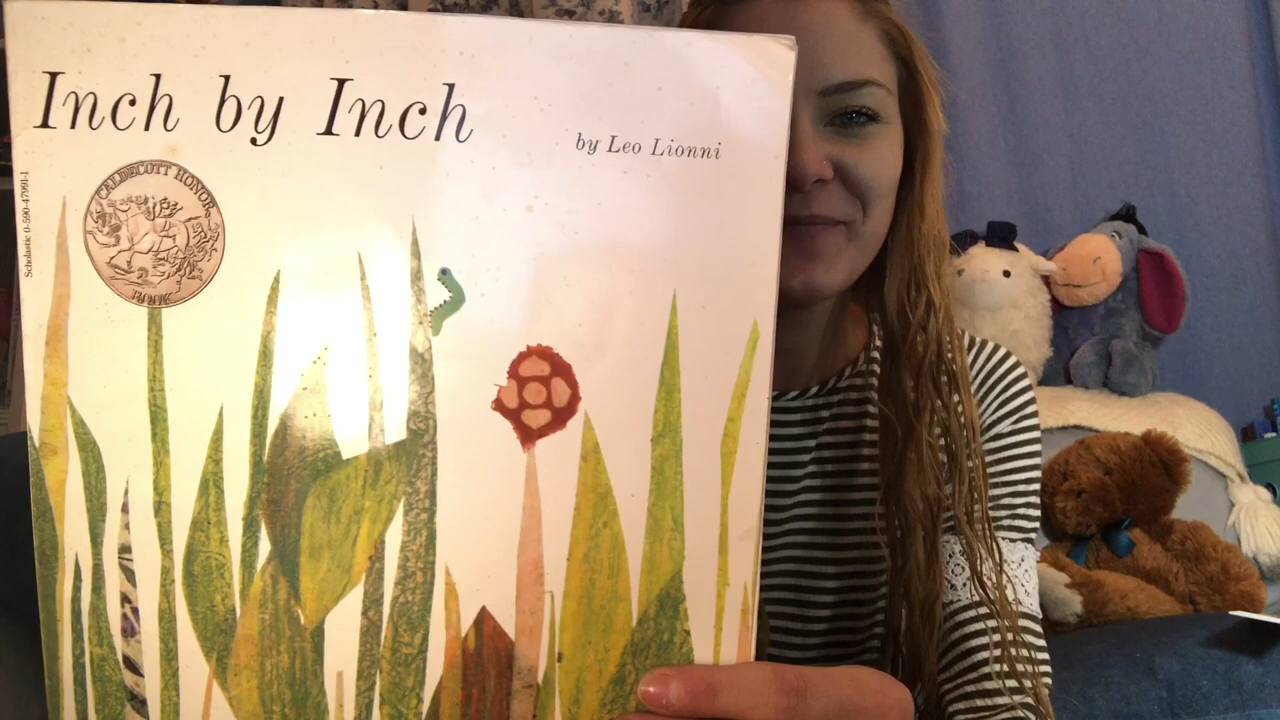 Inch by Inch
by Leo Lionni
CALDECOTT HONOR
BOOK
Scholastic 0-590-47991-1